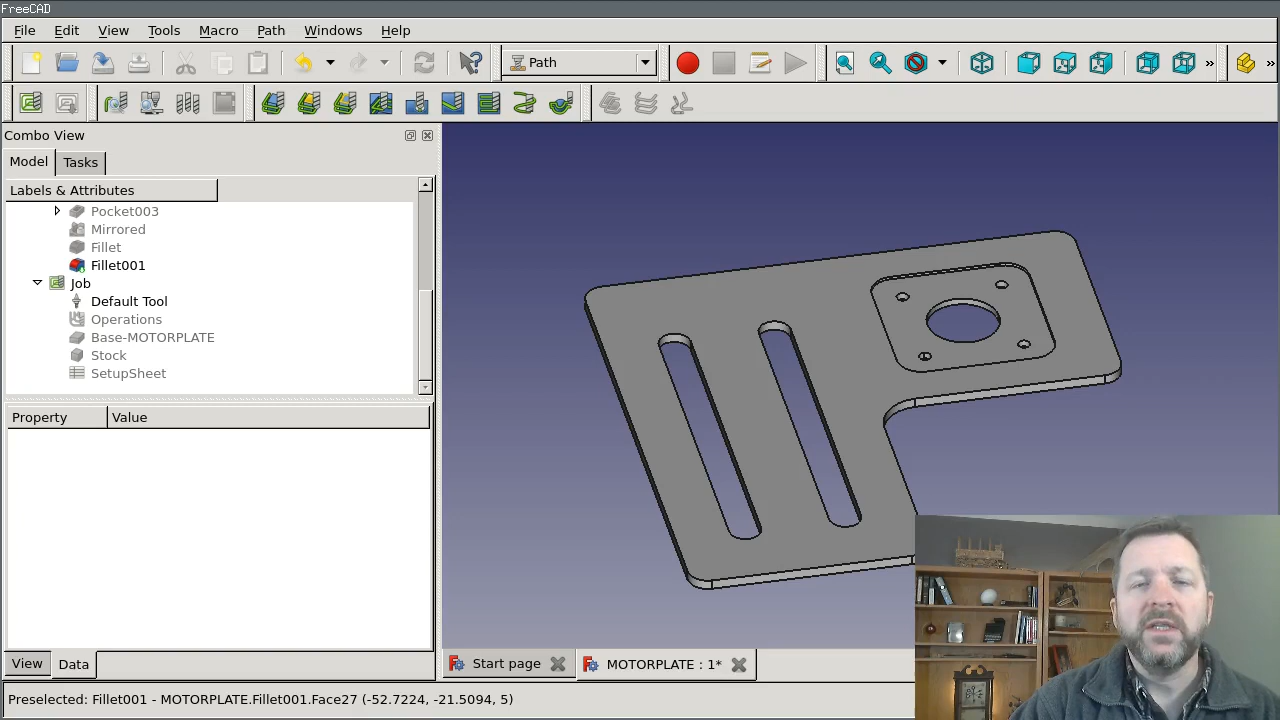 FreeCAD
File Edit View Tools Macro Path Windows Help
Path
» »
Combo View
Model Tasks
Labels & Attributes
Pocket003
Mirrored
Fillet
Fillet001
Job
Default Tool
Operations
Base-MOTORPLATE
Stock
SetupSheet
Property Value
View Data
Start page MOTORPLATE : 1*
Preselected: Fillet001 - MOTORPLATE.Fillet001.Face27 (-52.7224, -21.5094, 5)